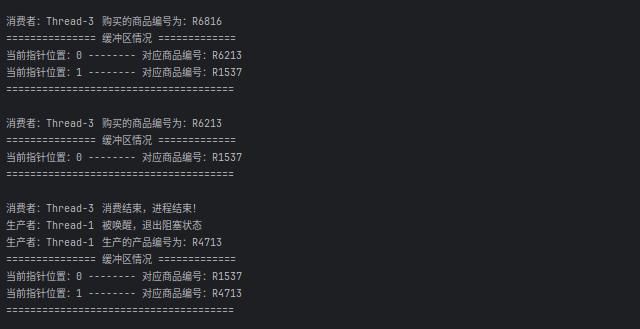 消费者：Thread-3 购买的商品编号为：R6816
=============== 缓冲区情况 =============
当前指针位置：0 -------- 对应商品编号：R6213
当前指针位置：1 -------- 对应商品编号：R1537
======================================
消费者：Thread-3 购买的商品编号为：R6213
=============== 缓冲区情况 =============
当前指针位置：0 -------- 对应商品编号：R1537
======================================
消费者：Thread-3 消费结束，进程结束！
生产者：Thread-1 被唤醒，退出阻塞状态
生产者：Thread-1 生产的产品编号为：R4713
=============== 缓冲区情况 =============
当前指针位置：0 -------- 对应商品编号：R1537
当前指针位置：1 -------- 对应商品编号：R4713
======================================